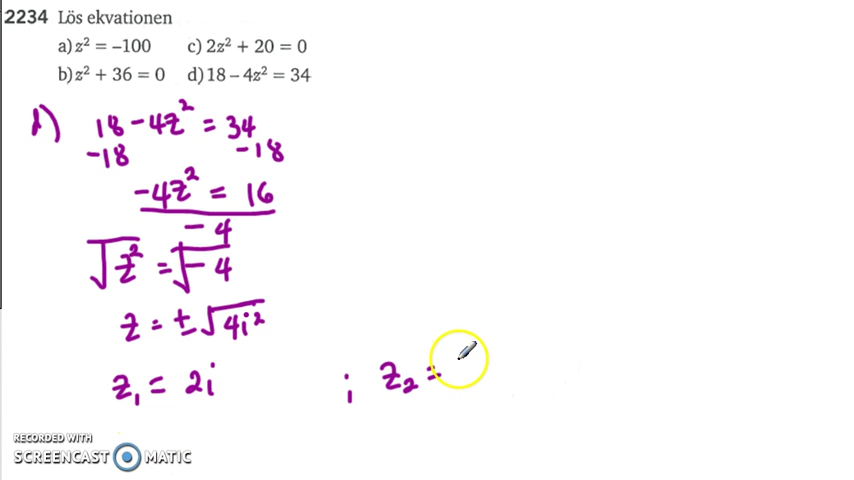 2234 Lös ekvationen
a) z² = –100 c) 2z² + 20 = 0
b) z² + 36 = 0 d) 18 – 4z² = 34
d) 18 - 4z² = 34
-18 -18
-4z² = 16
-4
√z² = √-4
z = ±√4i²
z₁ = 2i ; z₂ =
RECORDED WITH
SCREENCAST MATIC